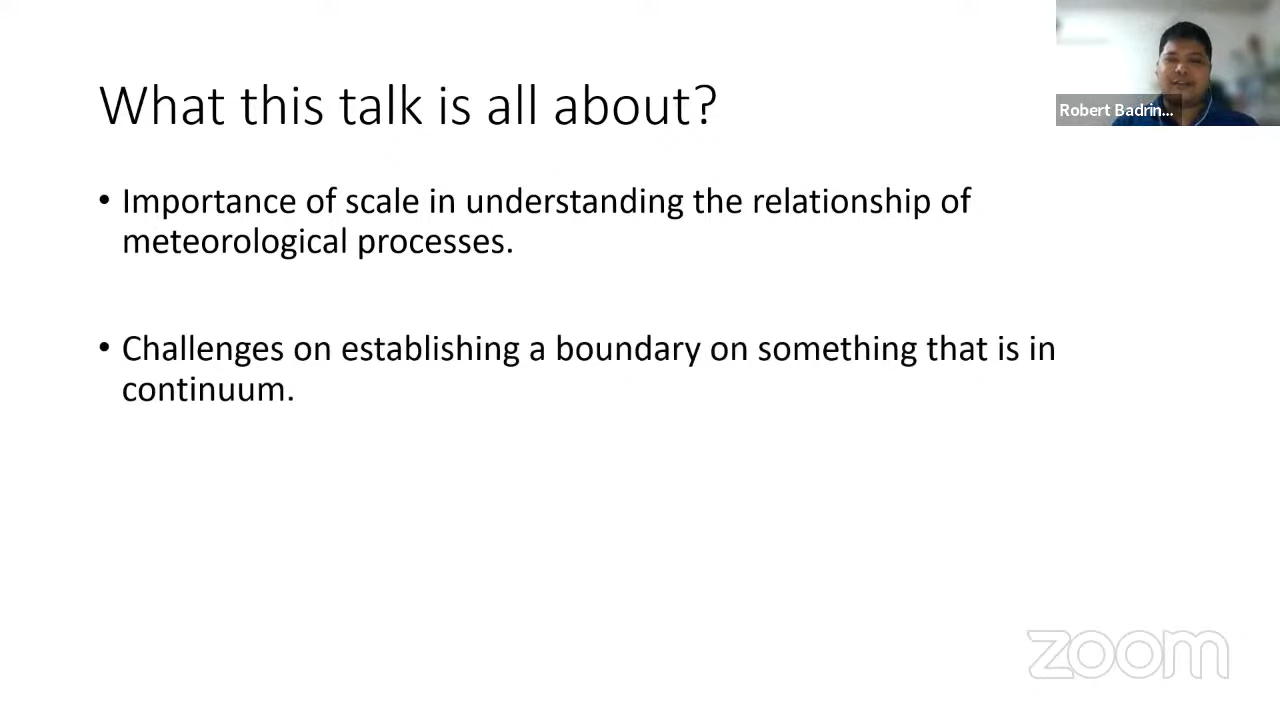 What this talk is all about?
Robert Badrin...
• Importance of scale in understanding the relationship of
meteorological processes.
• Challenges on establishing a boundary on something that is in
continuum.
zoom